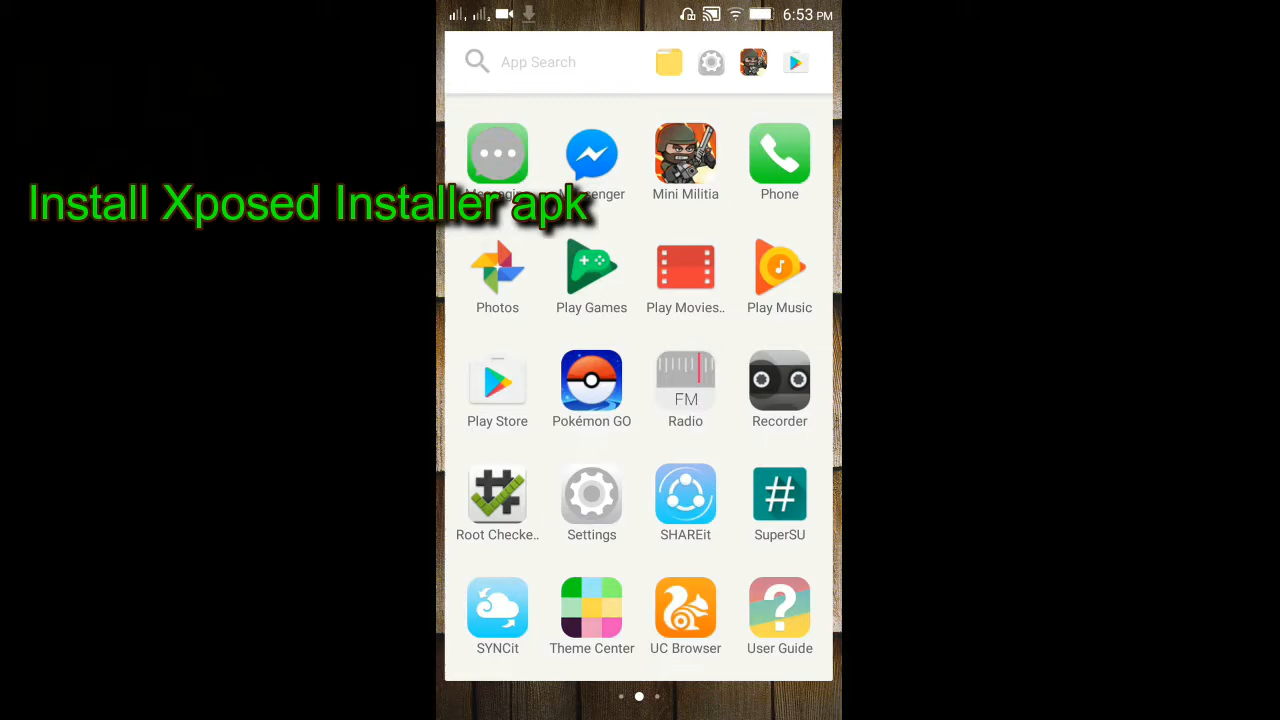 6:53 PM
App Search
Install Xposed Installer apk
Mini Militia
Phone
Photos
Play Games
Play Movies..
Play Music
Play Store
Pokémon GO
FM
Radio
Recorder
Root Checke..
Settings
SHAREit
SuperSU
SYNCit
Theme Center
UC Browser
User Guide